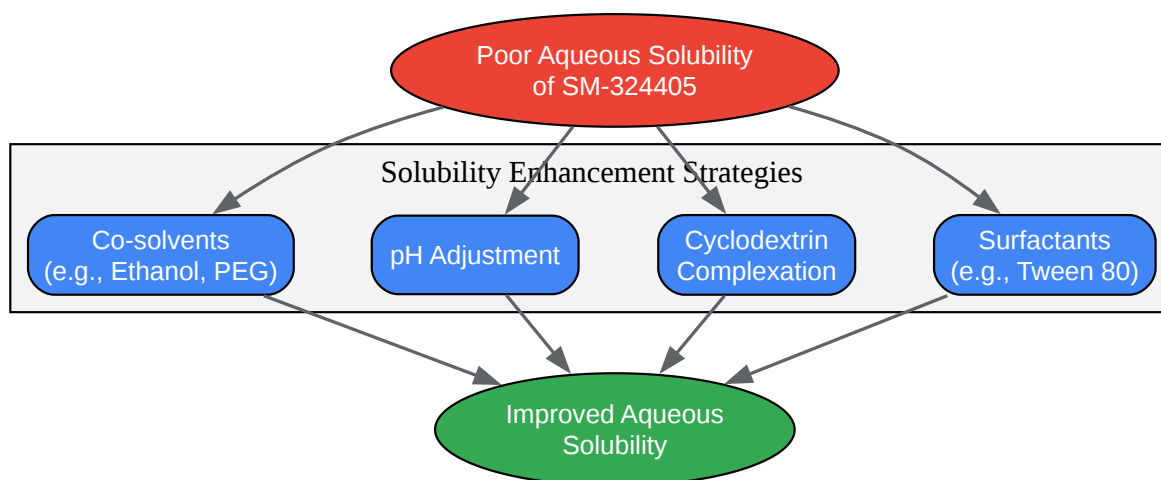 Poor Aqueous Solubility
of SM-324405
Solubility Enhancement Strategies
Co-solvents
(e.g., Ethanol, PEG)
pH Adjustment
Cyclodextrin
Complexation
Surfactants
(e.g., Tween 80)
Improved Aqueous
Solubility